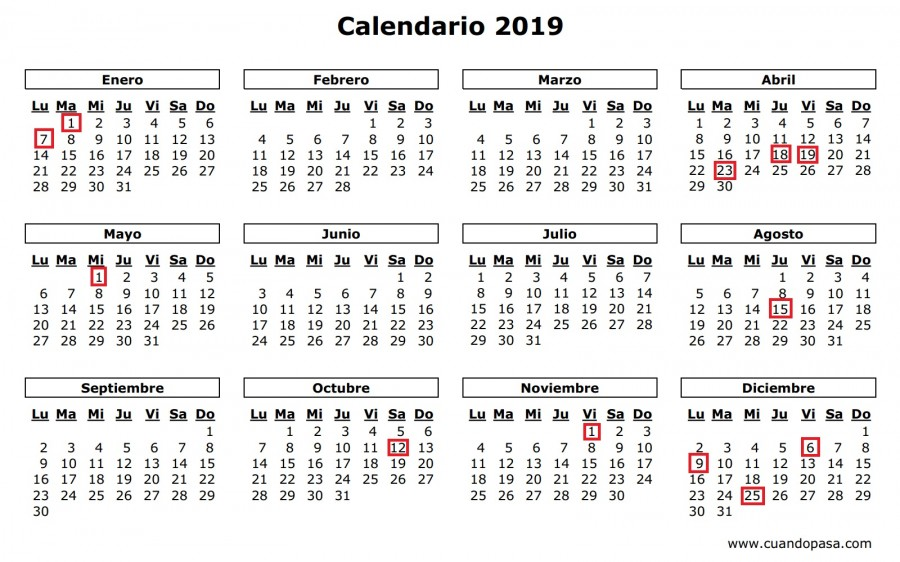 Calendario 2019
Enero
Lu Ma Mi Ju Vi Sa Do
1 2 3 4 5 6
7 8 9 10 11 12 13
14 15 16 17 18 19 20
21 22 23 24 25 26 27
28 29 30 31
Febrero
Lu Ma Mi Ju Vi Sa Do
1 2 3
4 5 6 7 8 9 10
11 12 13 14 15 16 17
18 19 20 21 22 23 24
25 26 27 28
Marzo
Lu Ma Mi Ju Vi Sa Do
1 2 3
4 5 6 7 8 9 10
11 12 13 14 15 16 17
18 19 20 21 22 23 24
25 26 27 28 29 30 31
Abril
Lu Ma Mi Ju Vi Sa Do
1 2 3 4 5 6 7
8 9 10 11 12 13 14
15 16 17 18 19 20 21
22 23 24 25 26 27 28
29 30
Mayo
Lu Ma Mi Ju Vi Sa Do
1 2 3 4 5
6 7 8 9 10 11 12
13 14 15 16 17 18 19
20 21 22 23 24 25 26
27 28 29 30 31
Junio
Lu Ma Mi Ju Vi Sa Do
1 2
3 4 5 6 7 8 9
10 11 12 13 14 15 16
17 18 19 20 21 22 23
24 25 26 27 28 29 30
Julio
Lu Ma Mi Ju Vi Sa Do
1 2 3 4 5 6 7
8 9 10 11 12 13 14
15 16 17 18 19 20 21
22 23 24 25 26 27 28
29 30 31
Agosto
Lu Ma Mi Ju Vi Sa Do
1 2 3 4
5 6 7 8 9 10 11
12 13 14 15 16 17 18
19 20 21 22 23 24 25
26 27 28 29 30 31
Septiembre
Lu Ma Mi Ju Vi Sa Do
1
2 3 4 5 6 7 8
9 10 11 12 13 14 15
16 17 18 19 20 21 22
23 24 25 26 27 28 29
30
Octubre
Lu Ma Mi Ju Vi Sa Do
1 2 3 4 5 6
7 8 9 10 11 12 13
14 15 16 17 18 19 20
21 22 23 24 25 26 27
28 29 30 31
Noviembre
Lu Ma Mi Ju Vi Sa Do
1 2 3
4 5 6 7 8 9 10
11 12 13 14 15 16 17
18 19 20 21 22 23 24
25 26 27 28 29 30
Diciembre
Lu Ma Mi Ju Vi Sa Do
1
2 3 4 5 6 7 8
9 10 11 12 13 14 15
16 17 18 19 20 21 22
23 24 25 26 27 28 29
30 31
www.cuandopasa.com